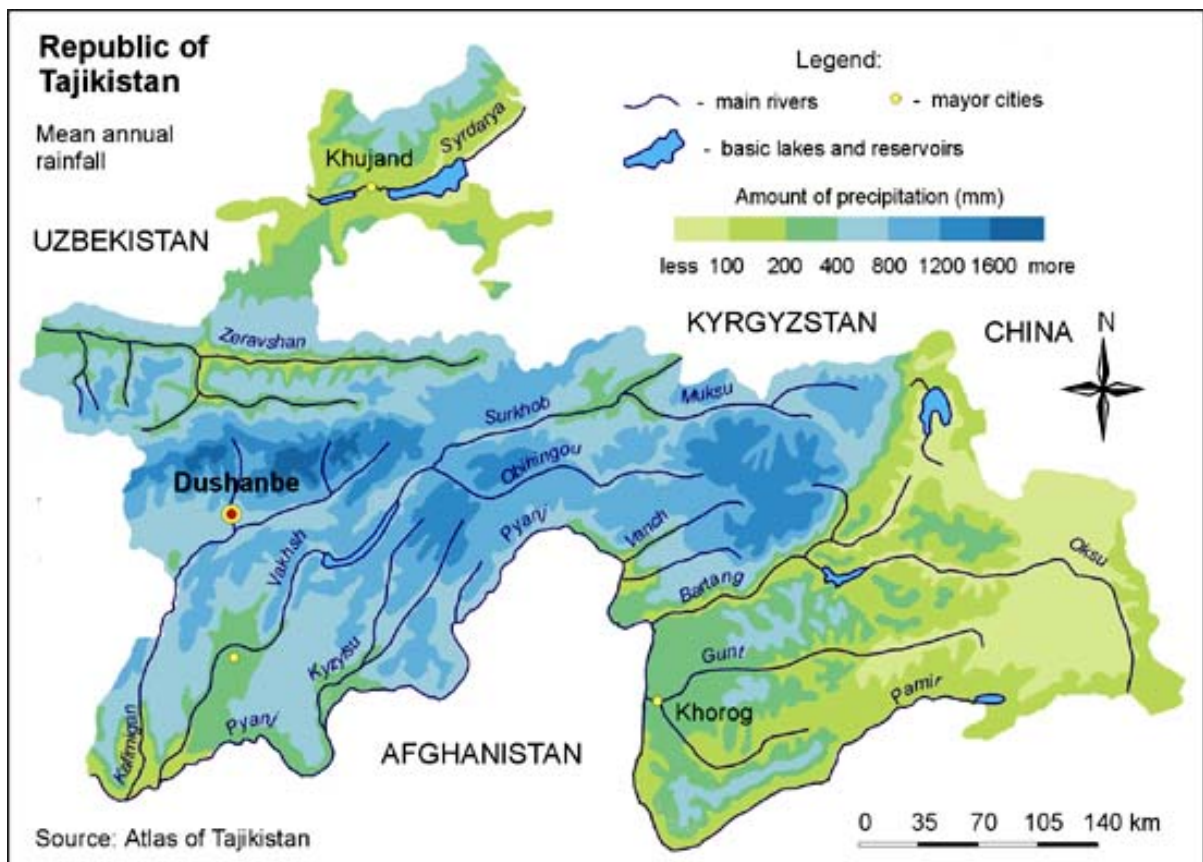 Republic of
Tajikistan
Mean annual
rainfall
Legend:
- main rivers
- mayor cities
- basic lakes and reservoirs
Amount of precipitation (mm)
less 100 200 400 800 1200 1600 more
Syrdarya
Khujand
UZBEKISTAN
KYRGYZSTAN
CHINA
N
Zeravshan
Surkhob
Muksu
Obihingou
Dushanbe
Vakhsh
Pyanj
Vanch
Bartang
Oksu
Kyzylsu
Gunt
Pamir
Kafirnigan
Pyanj
Khorog
AFGHANISTAN
Source: Atlas of Tajikistan
0 35 70 105 140 km